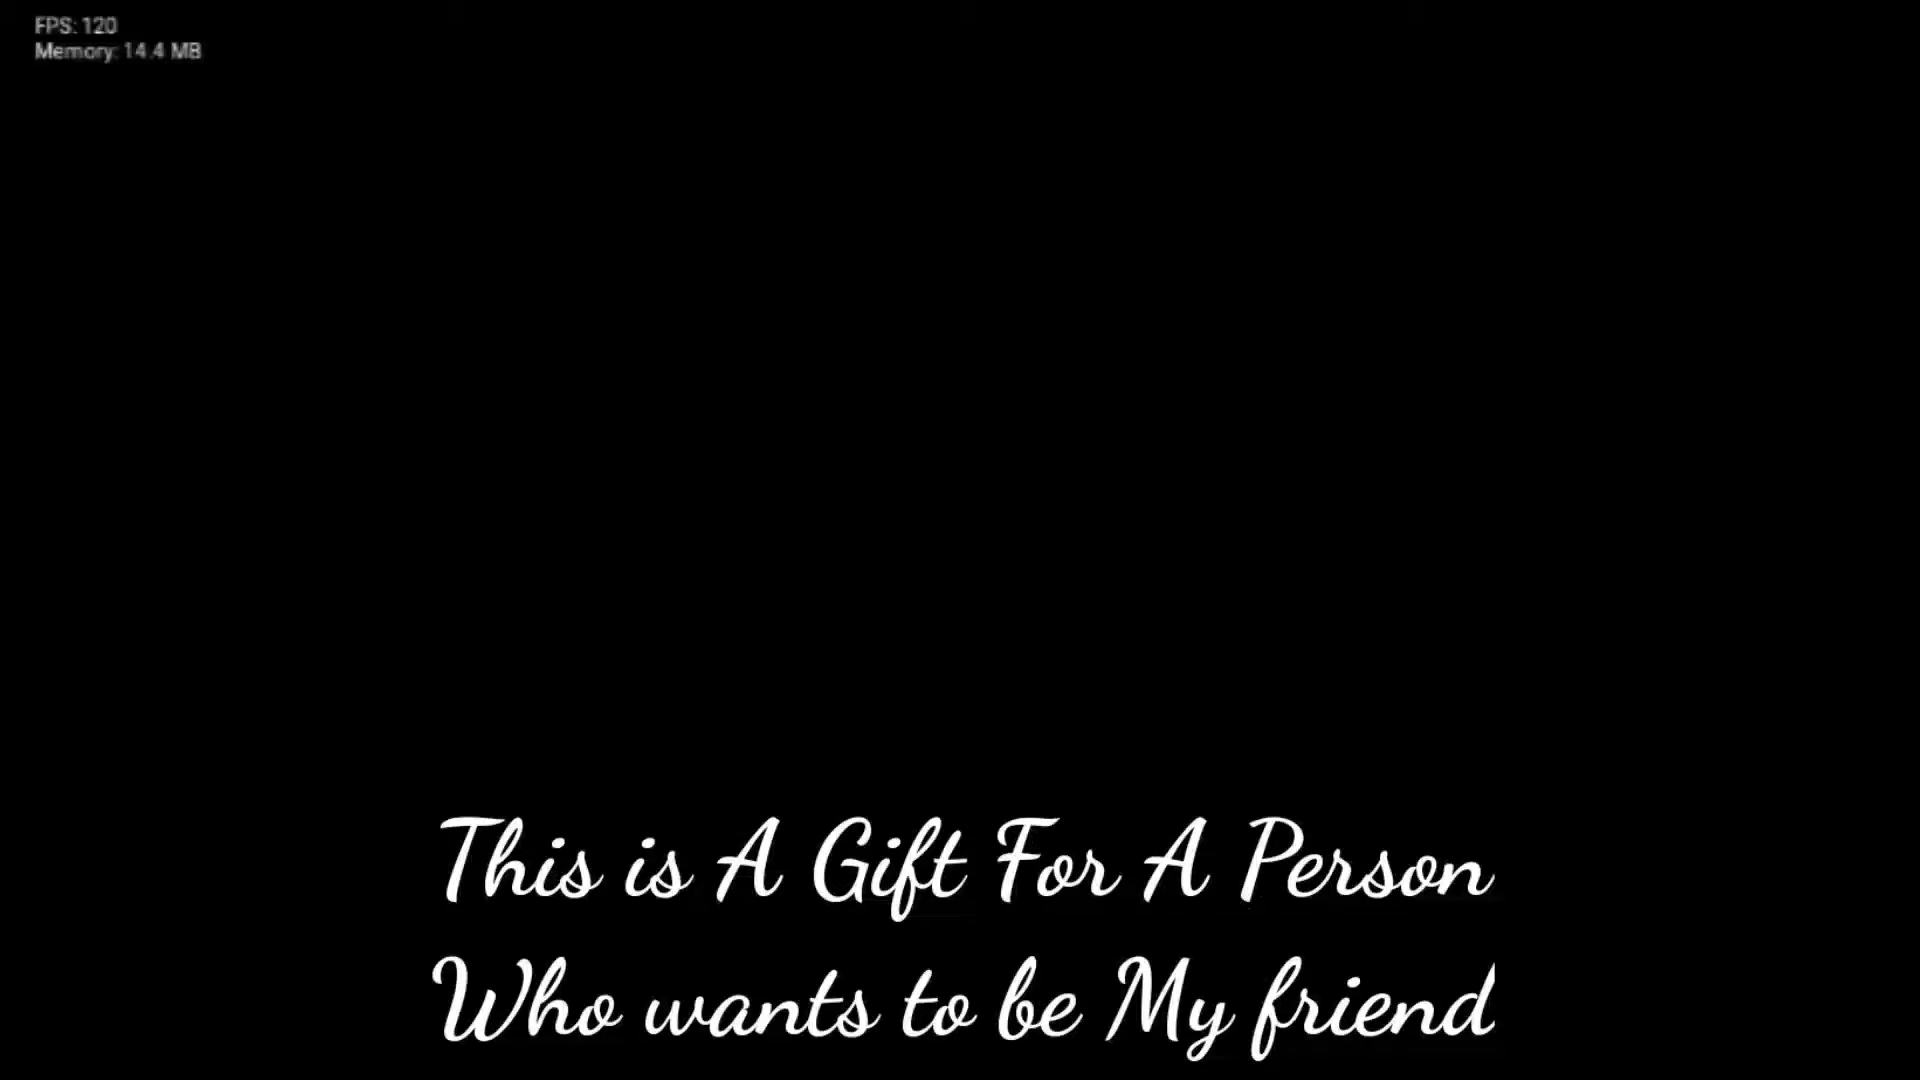 FPS: 120
Memory: 14.4 MB
This is A Gift For A Person
Who wants to be My friend